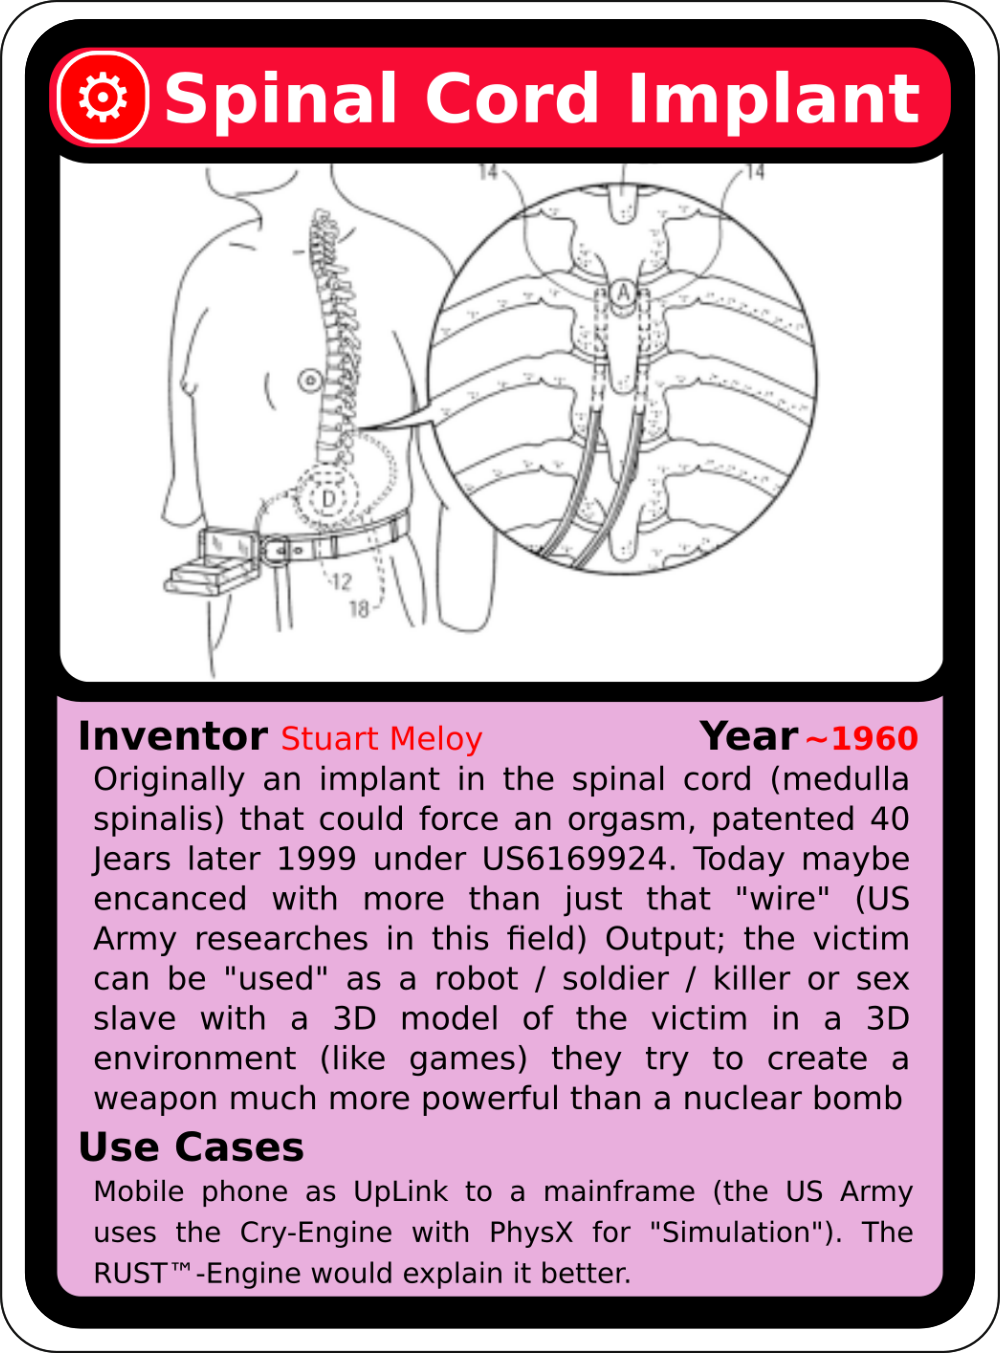 Spinal Cord Implant
14 14
A
D
12
18
Inventor Stuart Meloy Year ~1960
Originally an implant in the spinal cord (medulla
spinalis) that could force an orgasm, patented 40
Jears later 1999 under US6169924. Today maybe
encanced with more than just that "wire" (US
Army researches in this field) Output; the victim
can be "used" as a robot / soldier / killer or sex
slave with a 3D model of the victim in a 3D
environment (like games) they try to create a
weapon much more powerful than a nuclear bomb
Use Cases
Mobile phone as UpLink to a mainframe (the US Army
uses the Cry-Engine with PhysX for "Simulation"). The
RUST™-Engine would explain it better.